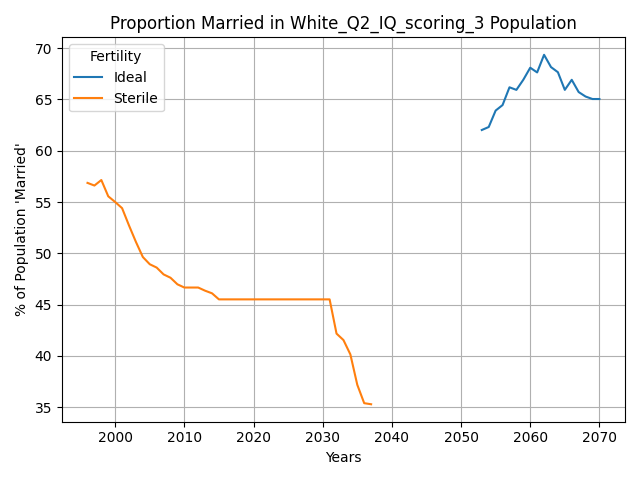 Proportion Married in White_Q2_IQ_scoring_3 Population
Fertility
Ideal
Sterile
% of Population 'Married'
70
65
60
55
50
45
40
35
2000 2010 2020 2030 2040 2050 2060 2070
Years